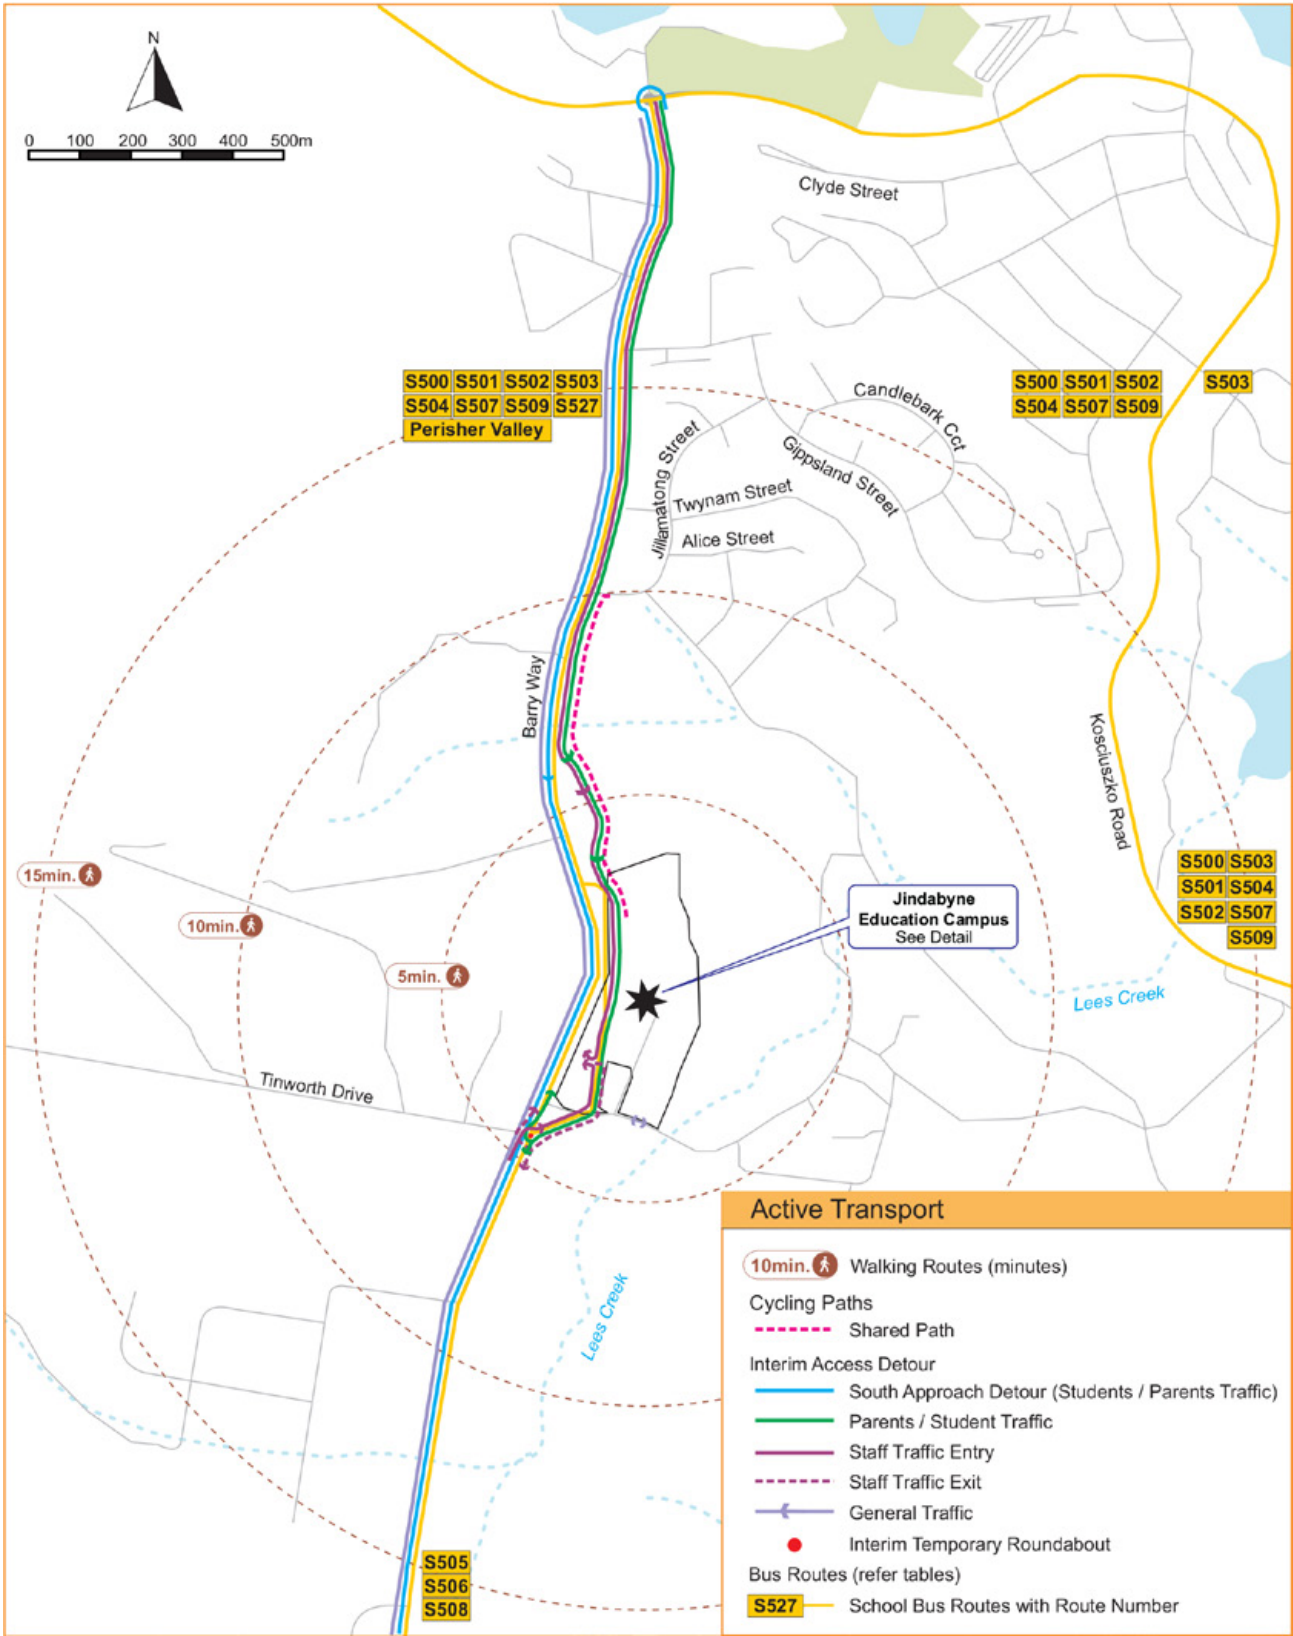 N
0 100 200 300 400 500m
Clyde Street
S500 S501 S502 S503
S504 S507 S509 S527
Perisher Valley
S500 S501 S502
S504 S507 S509
S503
Candlebark Cct
Gippsland Street
Jillamatong Street
Twynam Street
Alice Street
Barry Way
Kosciuszko Road
15min.
10min.
5min.
Jindabyne
Education Campus
See Detail
S500 S503
S501 S504
S502 S507
S509
Lees Creek
Tinworth Drive
Lees Creek
S505
S506
S508
Active Transport
10min. Walking Routes (minutes)
Cycling Paths
Shared Path
Interim Access Detour
South Approach Detour (Students / Parents Traffic)
Parents / Student Traffic
Staff Traffic Entry
Staff Traffic Exit
General Traffic
Interim Temporary Roundabout
Bus Routes (refer tables)
S527 School Bus Routes with Route Number